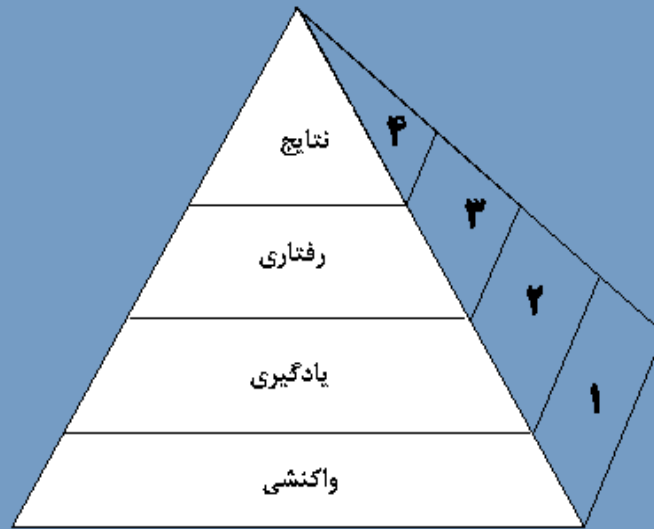 نتایج
۴
رفتاری
۳
یادگیری
۲
واکنشی
۱